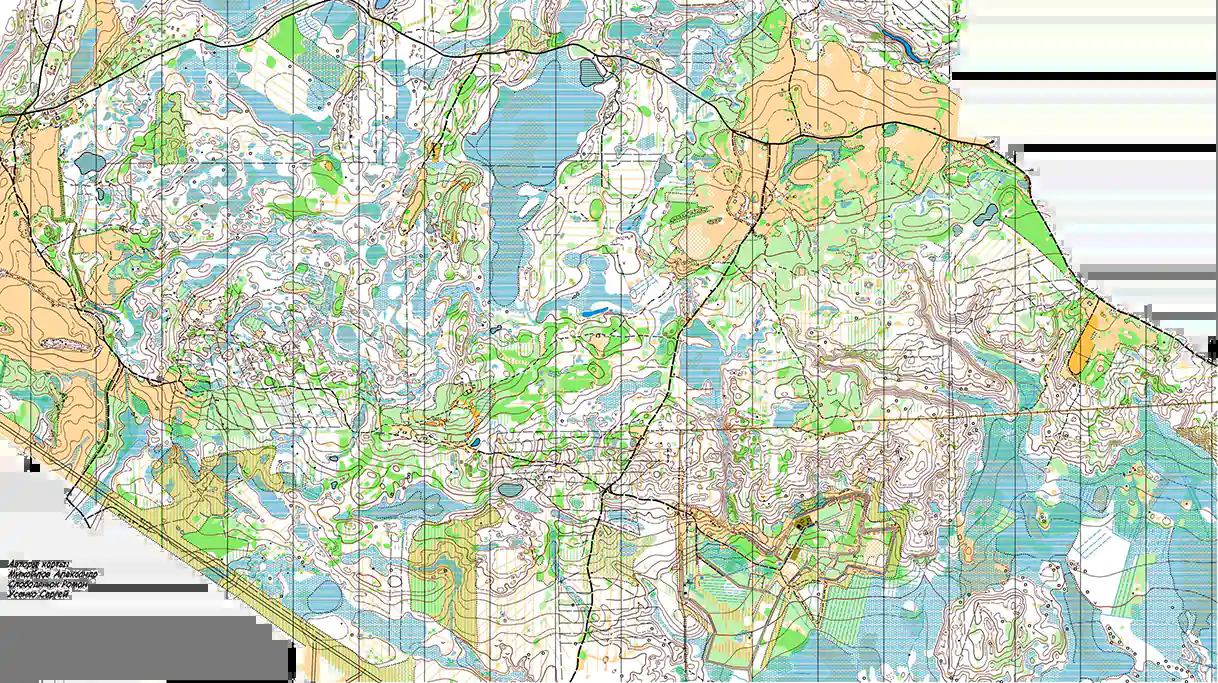 Авторы карты:
Михайлов Александр
Слободянюк Роман
Усенко Сергей